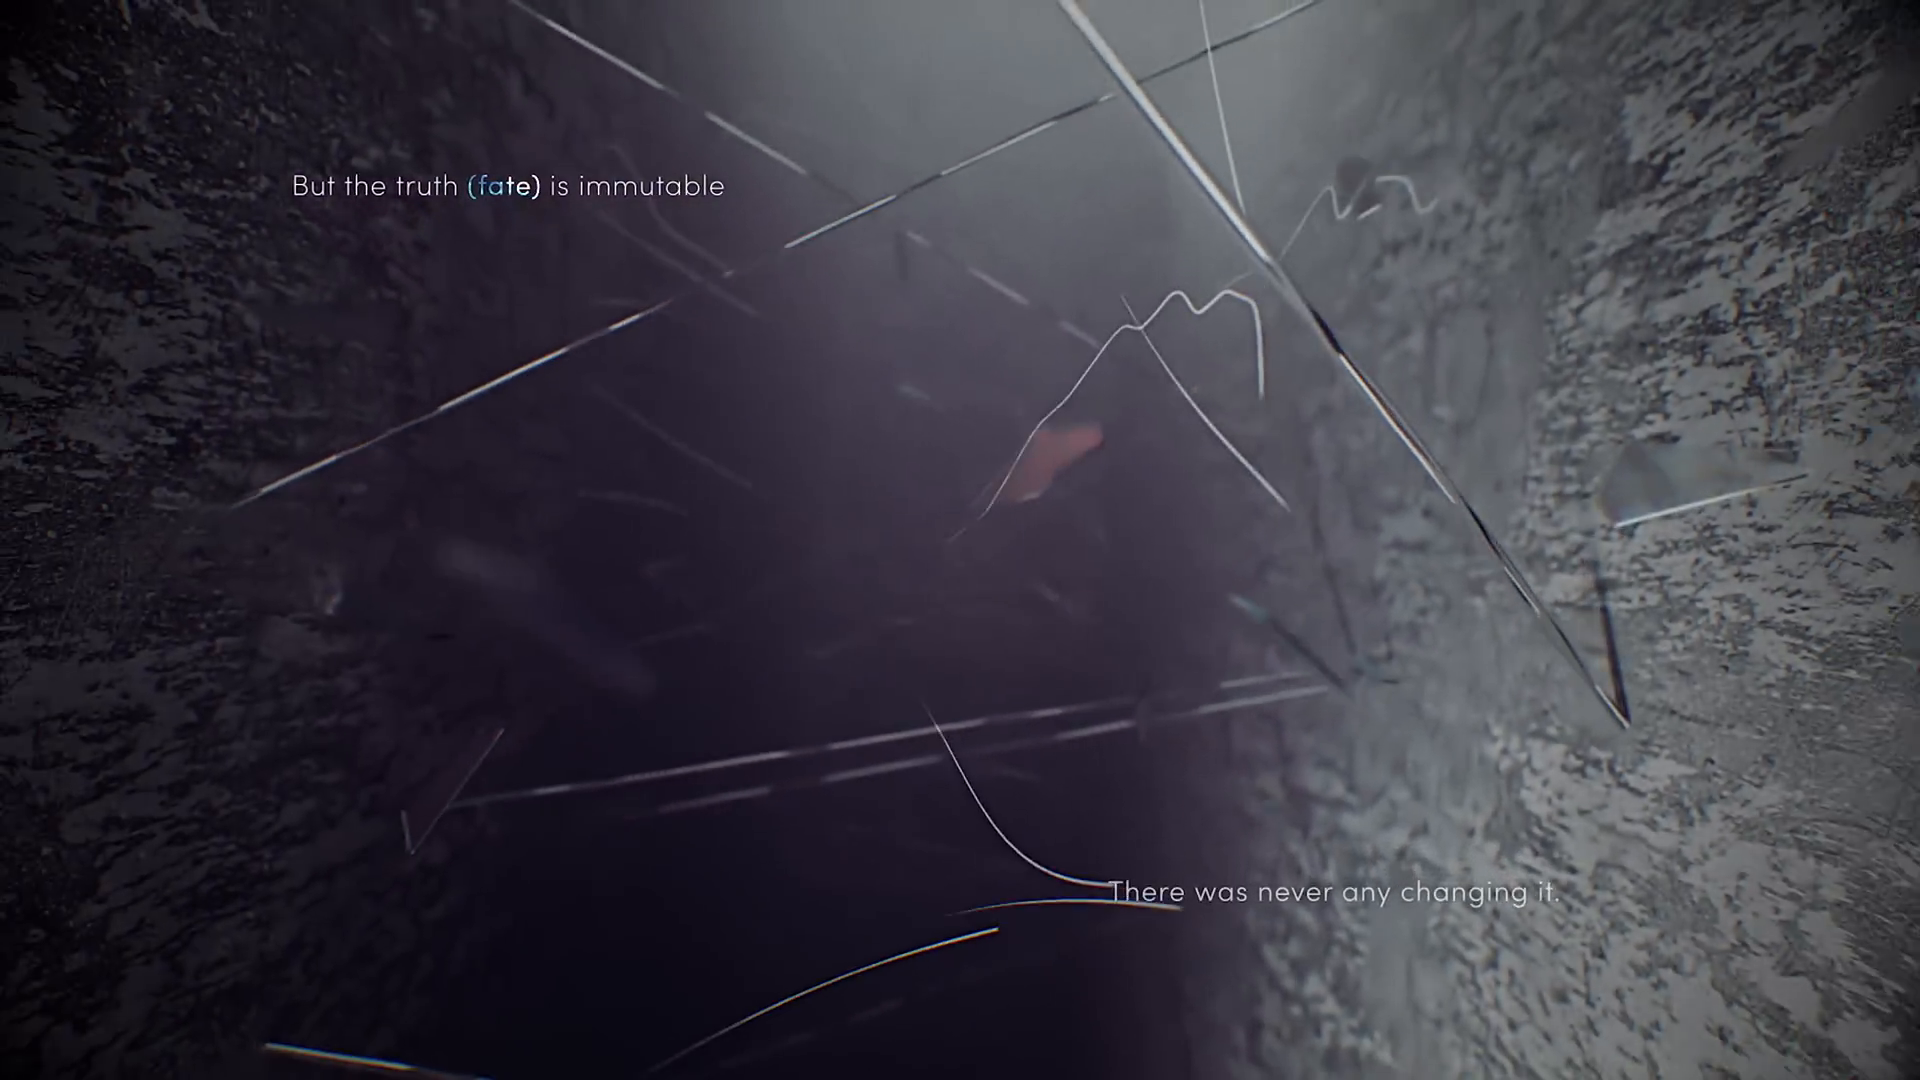 But the truth (fate) is immutable
There was never any changing it.